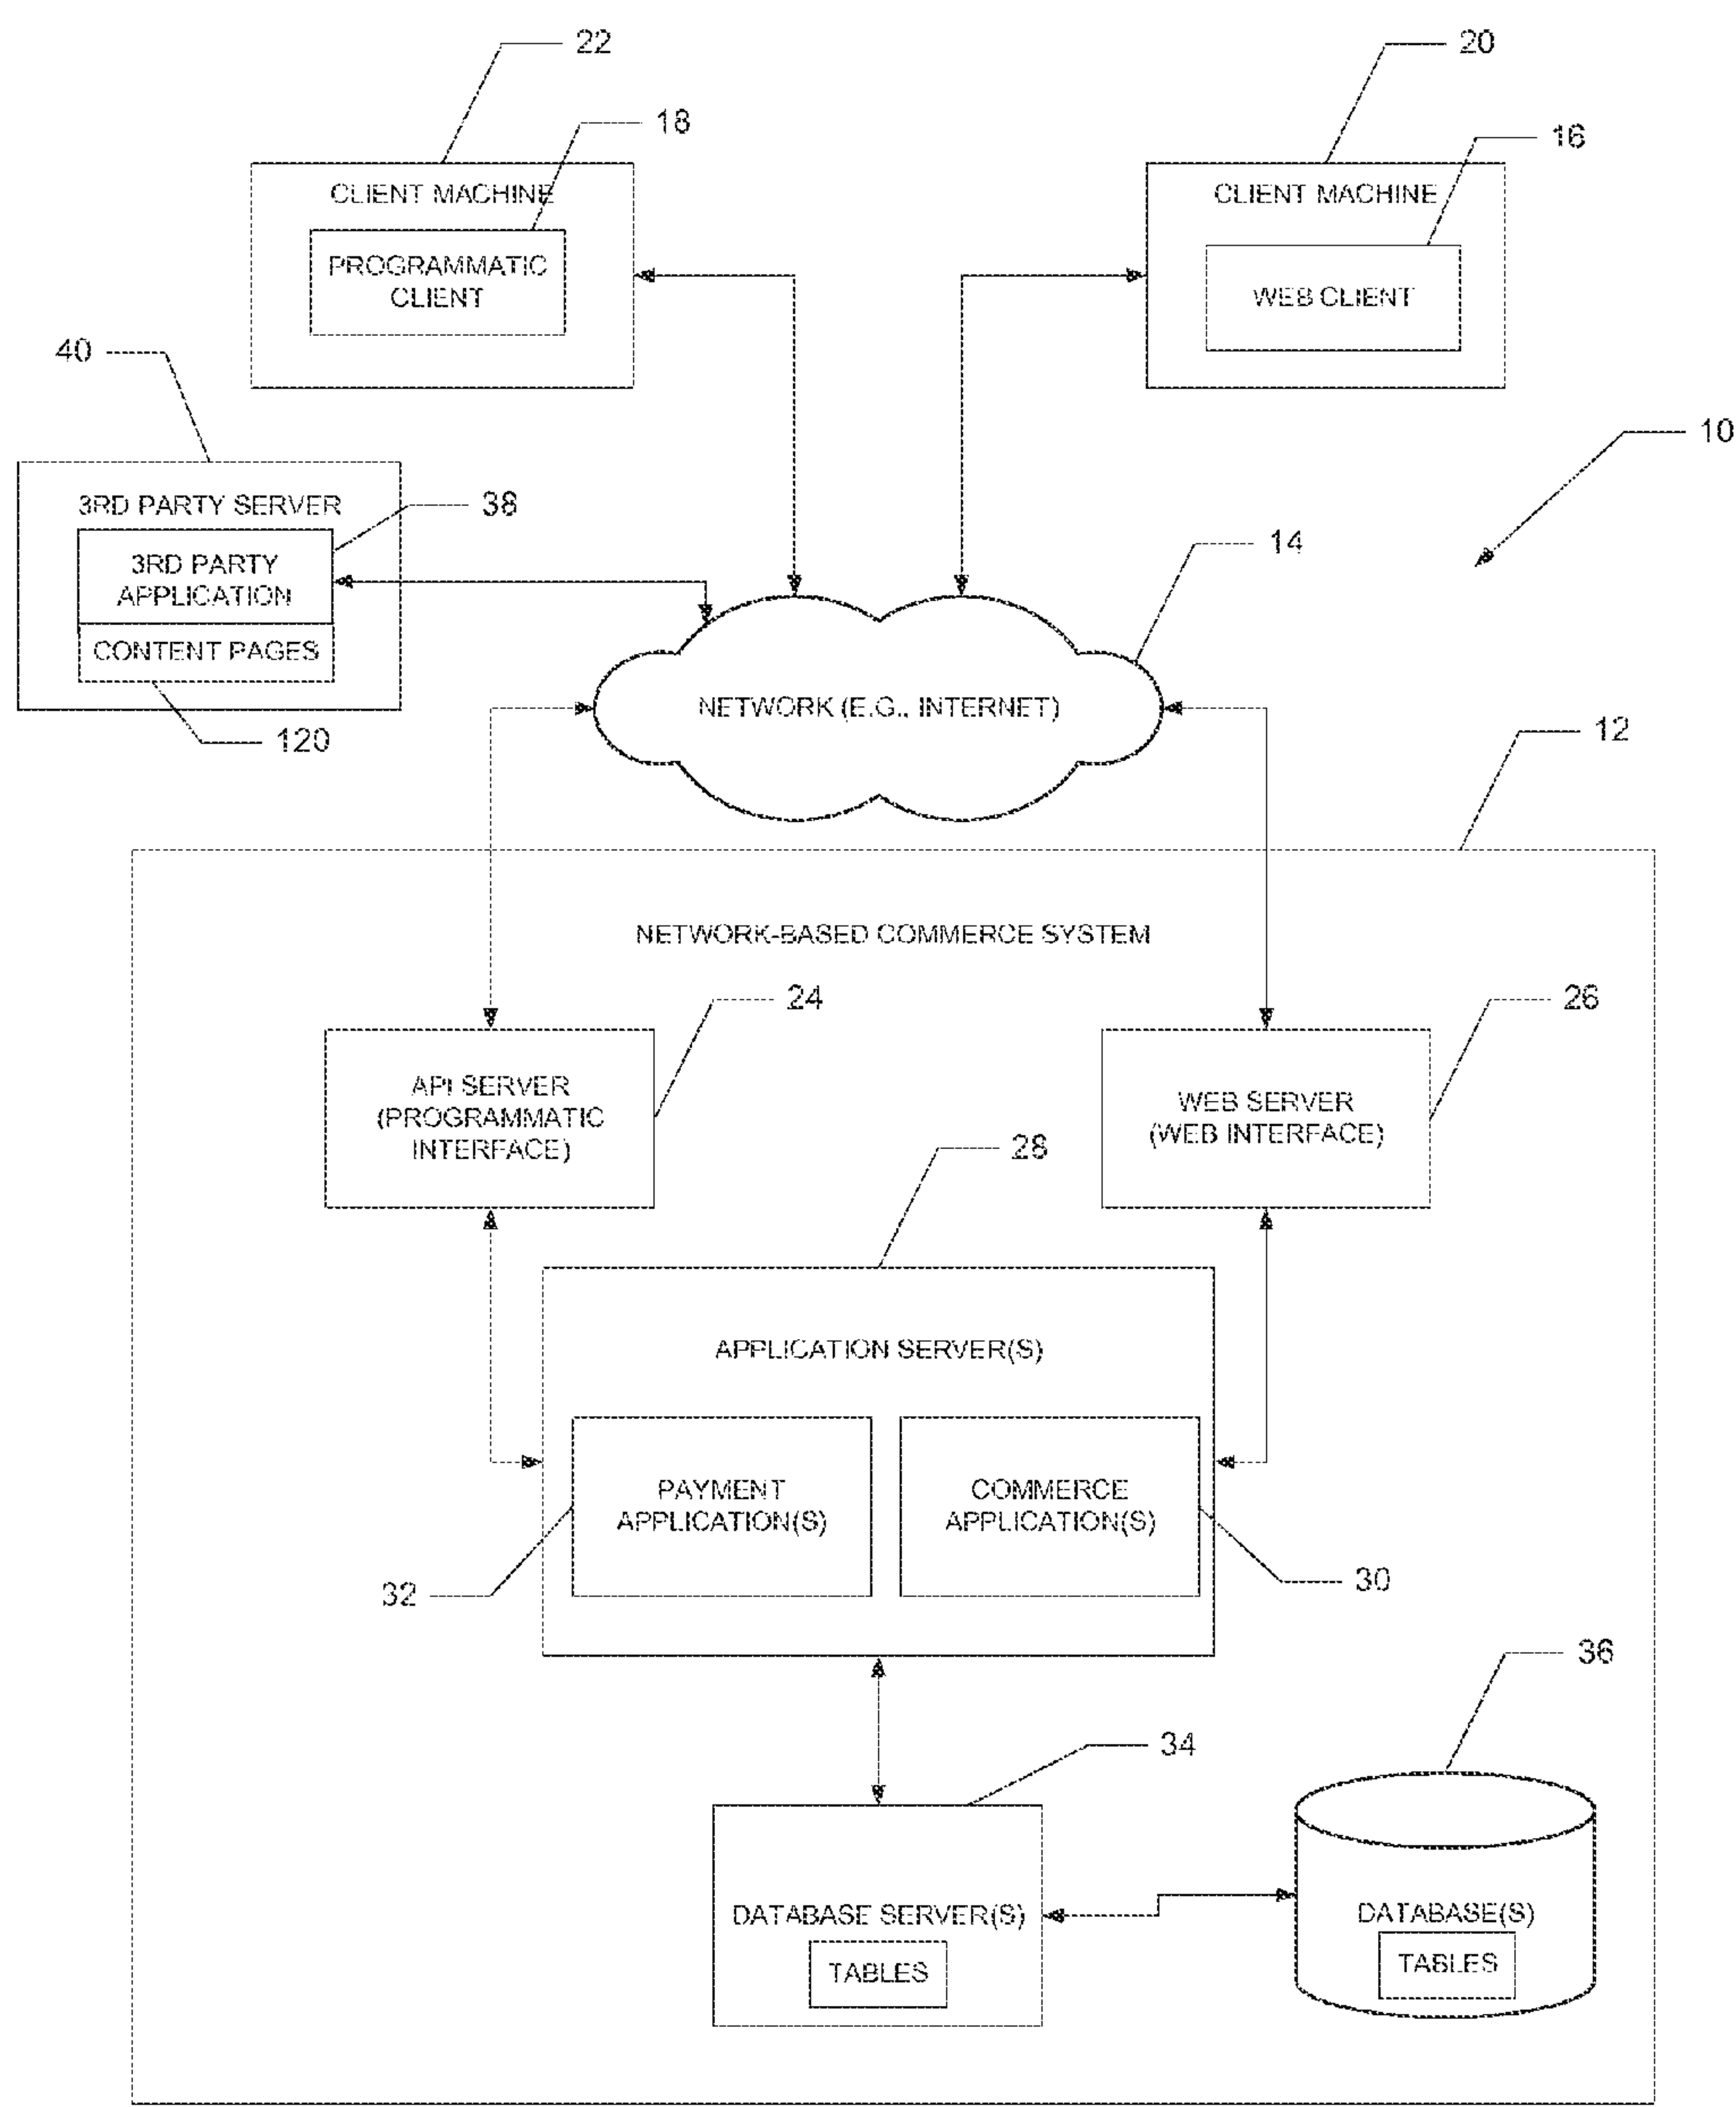 22
20
18
16
CLIENT MACHINE
CLIENT MACHINE
PROGRAMMATIC
CLIENT
WEB CLIENT
40
10
3RD PARTY SERVER
38
14
3RD PARTY
APPLICATION
CONTENT PAGES
NETWORK (E.G., INTERNET)
12
120
NETWORK-BASED COMMERCE SYSTEM
24
26
API SERVER
(PROGRAMMATIC
INTERFACE)
WEB SERVER
(WEB INTERFACE)
28
APPLICATION SERVER(S)
PAYMENT
APPLICATION(S)
COMMERCE
APPLICATION(S)
32
30
36
34
DATABASE SERVER(S)
TABLES
DATABASE(S)
TABLES